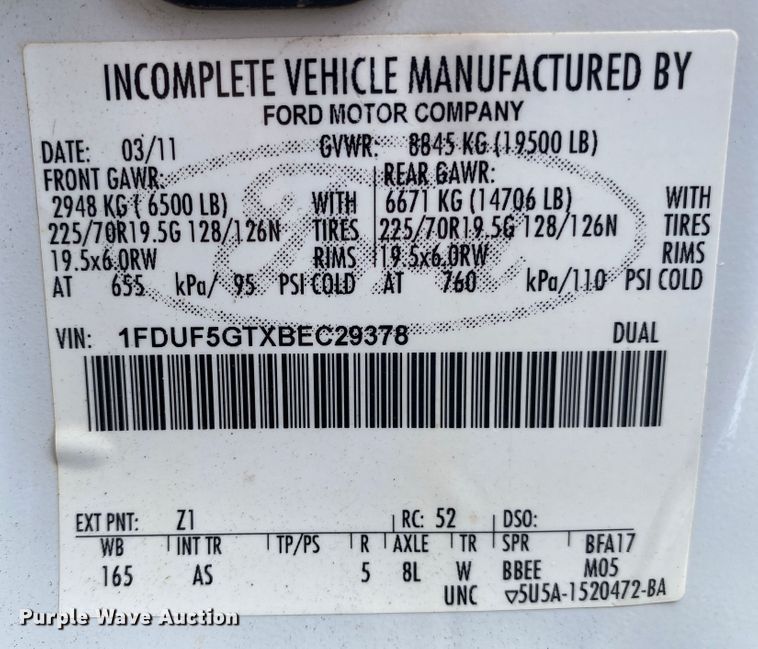 INCOMPLETE VEHICLE MANUFACTURED BY
FORD MOTOR COMPANY
DATE: 03/11 GVWR: 8845 KG (19500 LB)
FRONT GAWR: REAR GAWR:
2948 KG ( 6500 LB) WITH 6671 KG (14706 LB) WITH
225/70R19.5G 128/126N TIRES 225/70R19.5G 128/126N TIRES
19.5x6.0RW RIMS 19.5x6.0RW RIMS
AT 655 kPa/ 95 PSI COLD AT 760 kPa/110 PSI COLD
VIN: 1FDUF5GTXBEC29378 DUAL
EXT PNT: Z1 RC: 52 DSO:
WB INT TR TP/PS R AXLE TR SPR BFA17
165 AS 5 8L W BBEE M05
UNC ▽5U5A-1520472-BA
Purple Wave Auction